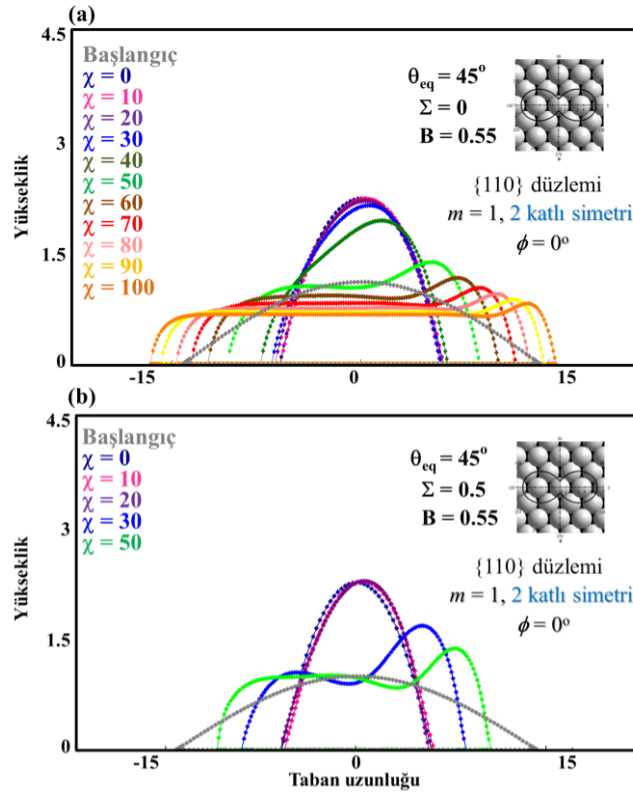 (a)
4.5
3
1.5
0
Yükseklik
Başlangıç
χ = 0
χ = 10
χ = 20
χ = 30
χ = 40
χ = 50
χ = 60
χ = 70
χ = 80
χ = 90
χ = 100
θeq = 45°
Σ = 0
B = 0.55
{110} düzlemi
m = 1, 2 katlı simetri
ϕ = 0°
-15
0
15
(b)
4.5
3
1.5
0
Yükseklik
Başlangıç
χ = 0
χ = 10
χ = 20
χ = 30
χ = 50
θeq = 45°
Σ = 0.5
B = 0.55
{110} düzlemi
m = 1, 2 katlı simetri
ϕ = 0°
-15
0
15
Taban uzunluğu